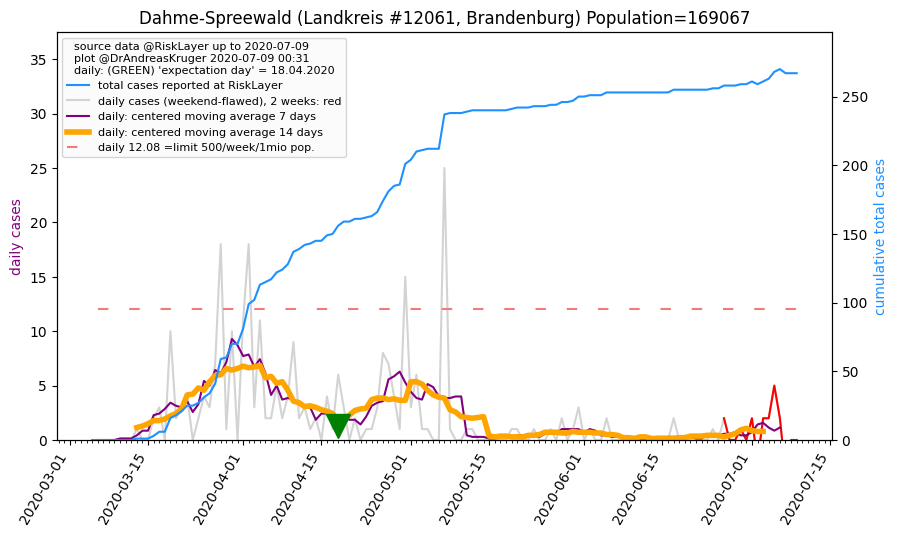 Dahme-Spreewald (Landkreis #12061, Brandenburg) Population=169067
source data @RiskLayer up to 2020-07-09
plot @DrAndreasKruger 2020-07-09 00:31
daily: (GREEN) 'expectation day' = 18.04.2020
total cases reported at RiskLayer
daily cases (weekend-flawed), 2 weeks: red
daily: centered moving average 7 days
daily: centered moving average 14 days
daily 12.08 =limit 500/week/1mio pop.
daily cases
35
30
25
20
15
10
5
0
250
200
150
100
50
0
cumulative total cases
2020-03-01
2020-03-15
2020-04-01
2020-04-15
2020-05-01
2020-05-15
2020-06-01
2020-06-15
2020-07-01
2020-07-15